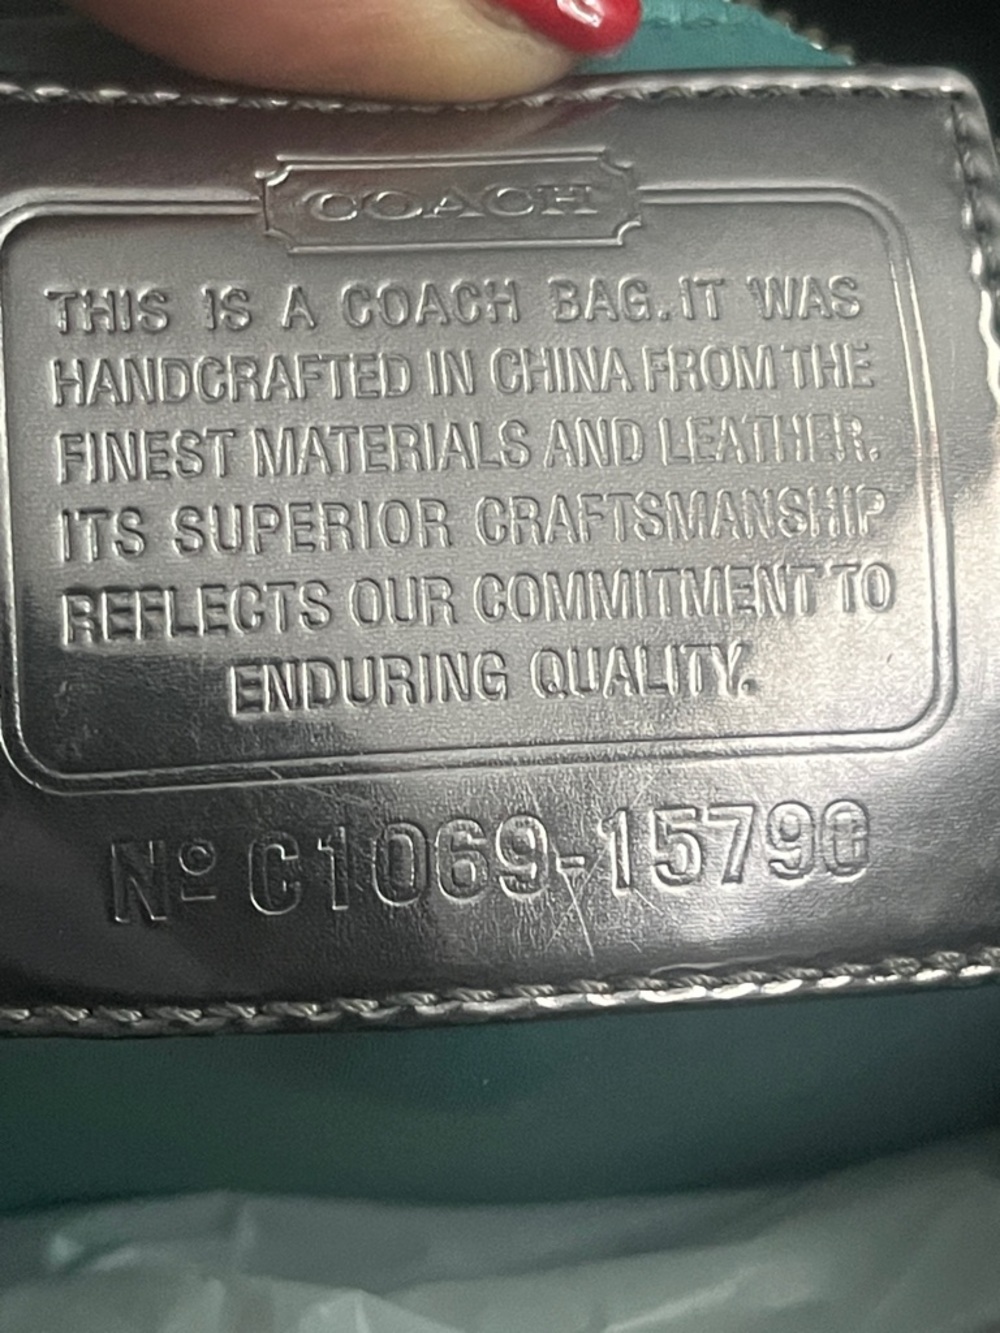 COACH
THIS IS A COACH BAG. IT WAS
HANDCRAFTED IN CHINA FROM THE
FINEST MATERIALS AND LEATHER.
ITS SUPERIOR CRAFTSMANSHIP
REFLECTS OUR COMMITMENT TO
ENDURING QUALITY.
Nº C1069-15790